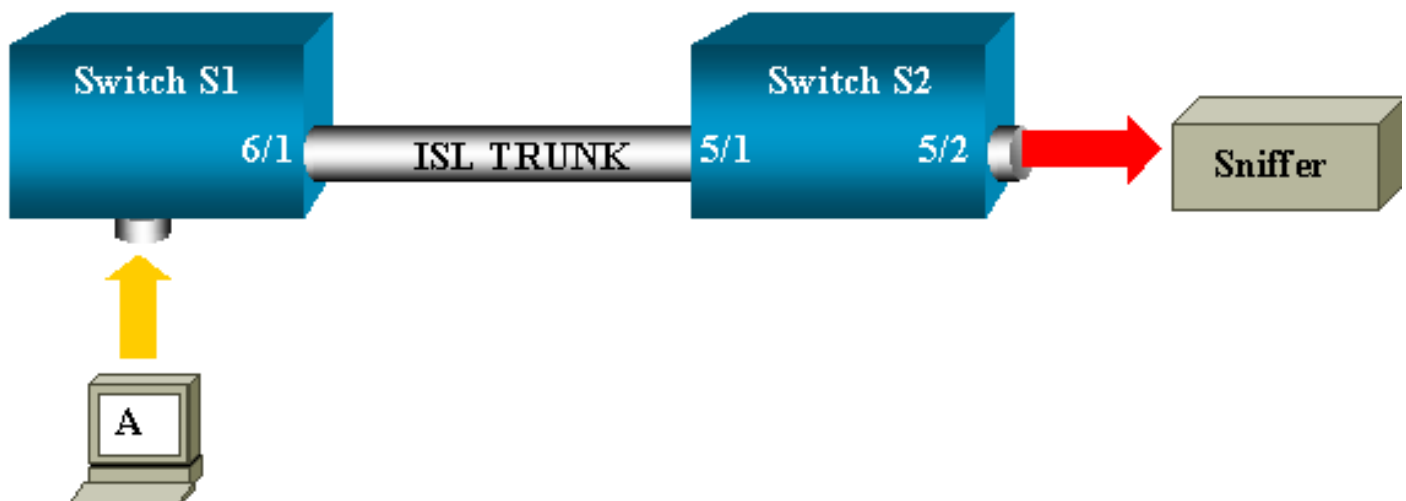 Switch S1
Switch S2
6/1
ISL TRUNK
5/1
5/2
Sniffer
A